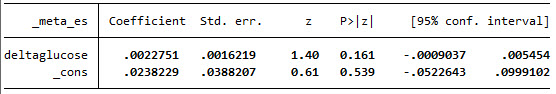 _meta_es Coefficient Std. err. z P>|z| [95% conf. interval]
deltaglucose .0022751 .0016219 1.40 0.161 -.0009037 .005454
_cons .0238229 .0388207 0.61 0.539 -.0522643 .0999102